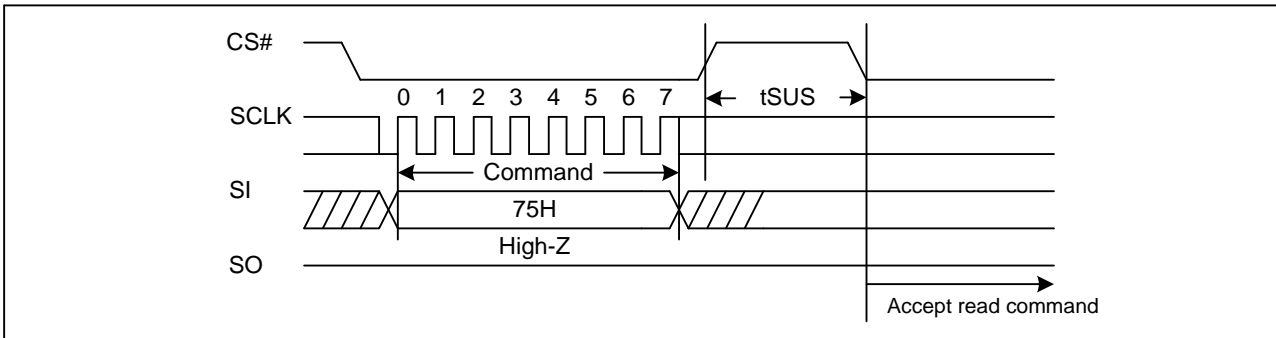 CS#
0 1 2 3 4 5 6 7
tSUS
SCLK
Command
SI
75H
High-Z
SO
Accept read command